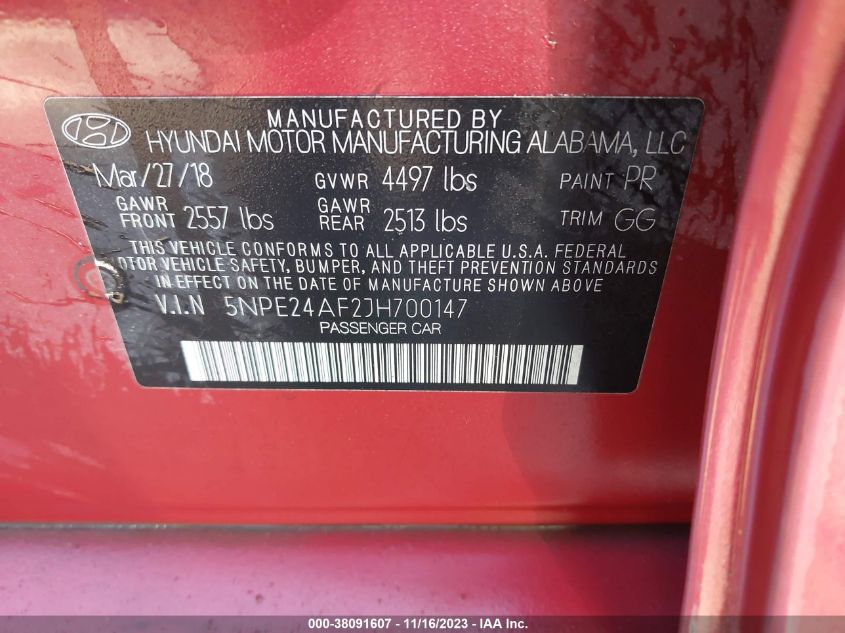 MANUFACTURED BY
HYUNDAI MOTOR MANUFACTURING ALABAMA, LLC
Mar/27/18 GVWR 4497 lbs PAINT PR
GAWR FRONT 2557 lbs GAWR REAR 2513 lbs TRIM GG
THIS VEHICLE CONFORMS TO ALL APPLICABLE U.S.A. FEDERAL
OTOR VEHICLE SAFETY, BUMPER, AND THEFT PREVENTION STANDARDS
IN EFFECT ON THE DATE OF MANUFACTURE SHOWN ABOVE
V.I.N 5NPE24AF2JH700147
PASSENGER CAR
000-38091607 - 11/16/2023 - IAA Inc.